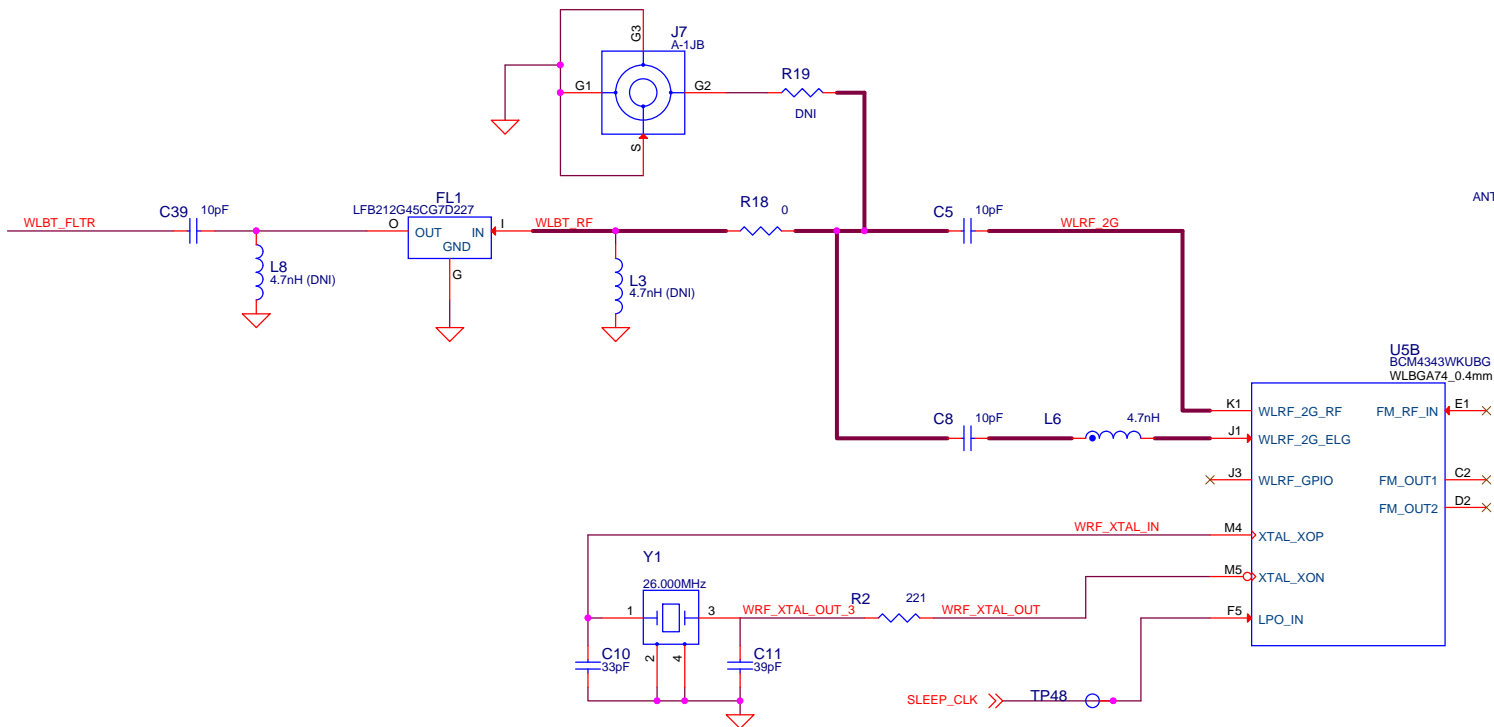 G3
J7
A-1JB
R19
G1
G2
DNI
S
ANT
FL1
LFB212G45CG7D227
C39
10pF
R18
0
C5
10pF
WLBT_FLTR
O
OUT
IN
I
WLBT_RF
WLRF_2G
GND
G
L8
4.7nH (DNI)
L3
4.7nH (DNI)
U5B
BCM4343WKUBG
WLBGA74_0.4mm
C8
10pF
L6
4.7nH
K1
WLRF_2G_RF
FM_RF_IN
E1
J1
WLRF_2G_ELG
J3
WLRF_GPIO
FM_OUT1
C2
FM_OUT2
D2
WRF_XTAL_IN
M4
XTAL_XOP
Y1
26.000MHz
M5
XTAL_XON
1
3
WRF_XTAL_OUT_3
R2
221
WRF_XTAL_OUT
F5
LPO_IN
C10
33pF
2
4
C11
39pF
SLEEP_CLK
TP48